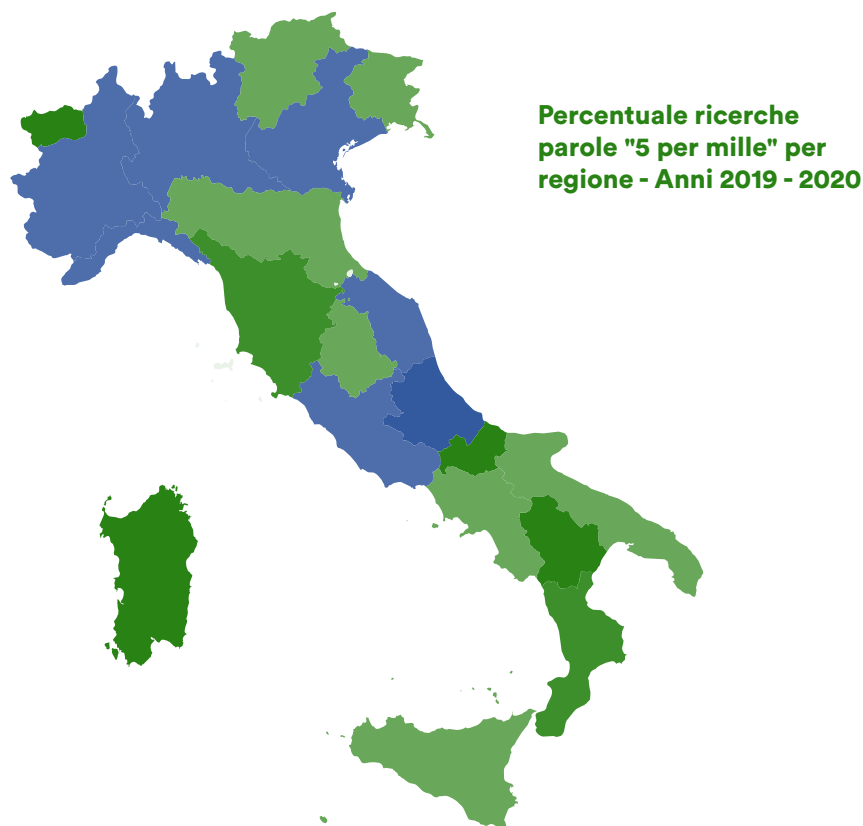 Percentuale ricerche
parole "5 per mille" per
regione - Anni 2019 - 2020